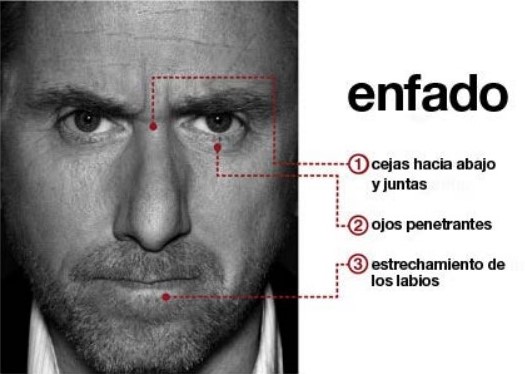 enfado
1 cejas hacia abajo
y juntas
2 ojos penetrantes
3 estrechamiento de
los labios